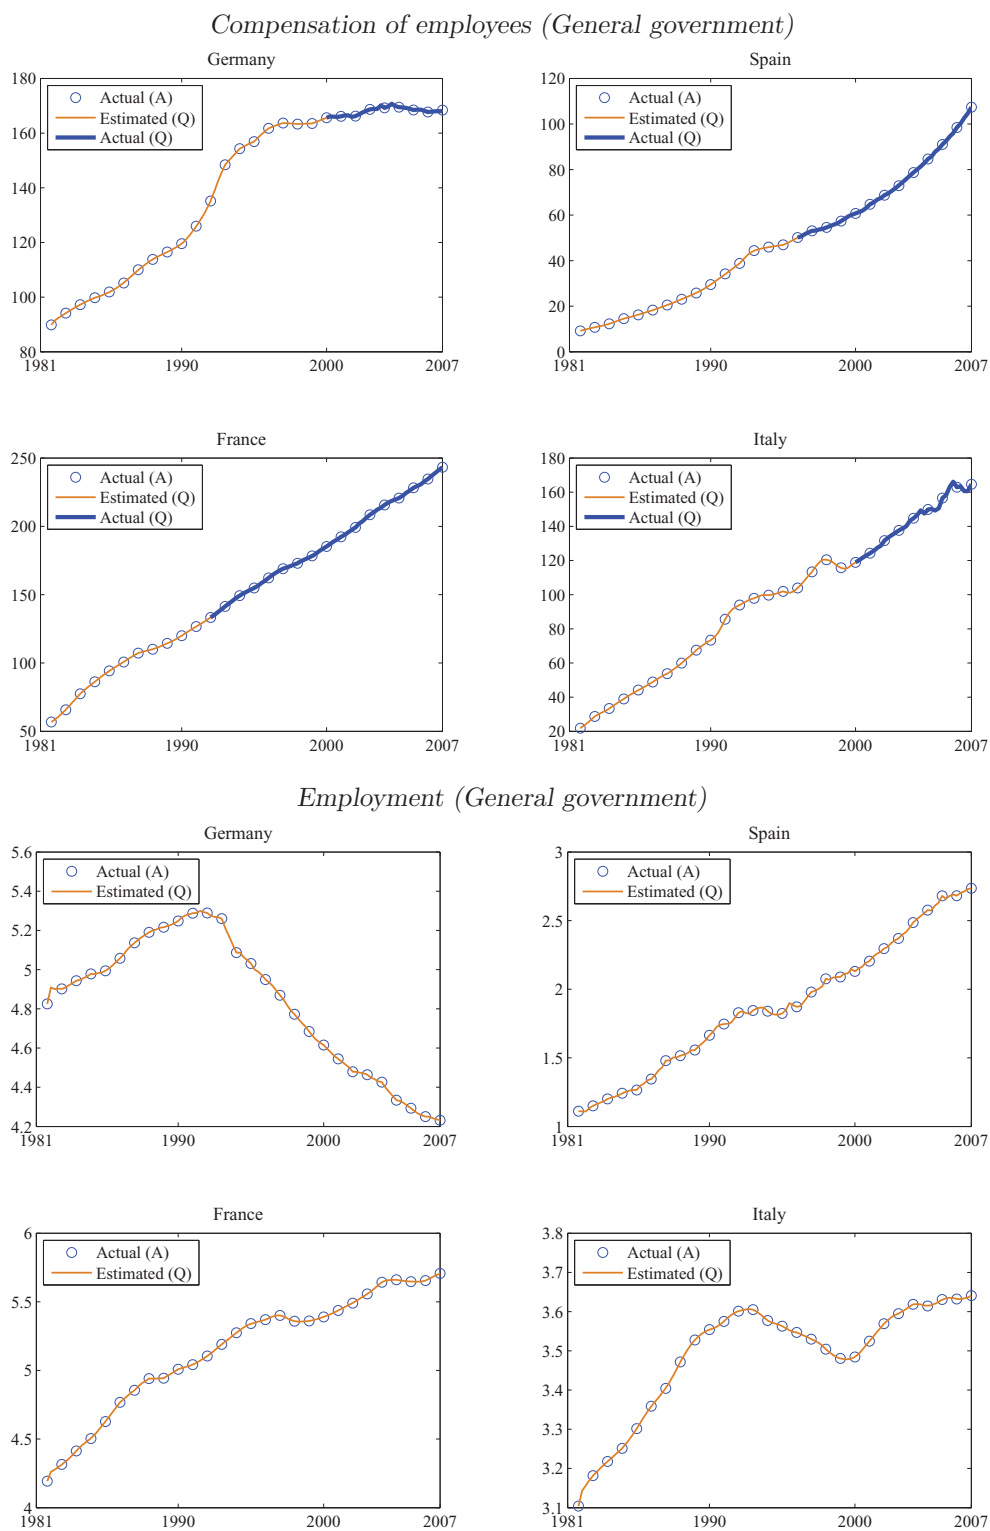 Compensation of employees (General government)
Germany
180
160
140
120
100
80
1981
1990
2000
2007
Actual (A)
Estimated (Q)
Actual (Q)
Spain
120
100
80
60
40
20
0
1981
1990
2000
2007
Actual (A)
Estimated (Q)
Actual (Q)
France
250
200
150
100
50
1981
1990
2000
2007
Actual (A)
Estimated (Q)
Actual (Q)
Italy
180
160
140
120
100
80
60
40
20
1981
1990
2000
2007
Actual (A)
Estimated (Q)
Actual (Q)
Employment (General government)
Germany
5.6
5.4
5.2
5
4.8
4.6
4.4
4.2
1981
1990
2000
2007
Actual (A)
Estimated (Q)
Spain
3
2.5
2
1.5
1
1981
1990
2000
2007
Actual (A)
Estimated (Q)
France
6
5.5
5
4.5
4
1981
1990
2000
2007
Actual (A)
Estimated (Q)
Italy
3.8
3.7
3.6
3.5
3.4
3.3
3.2
3.1
1981
1990
2000
2007
Actual (A)
Estimated (Q)